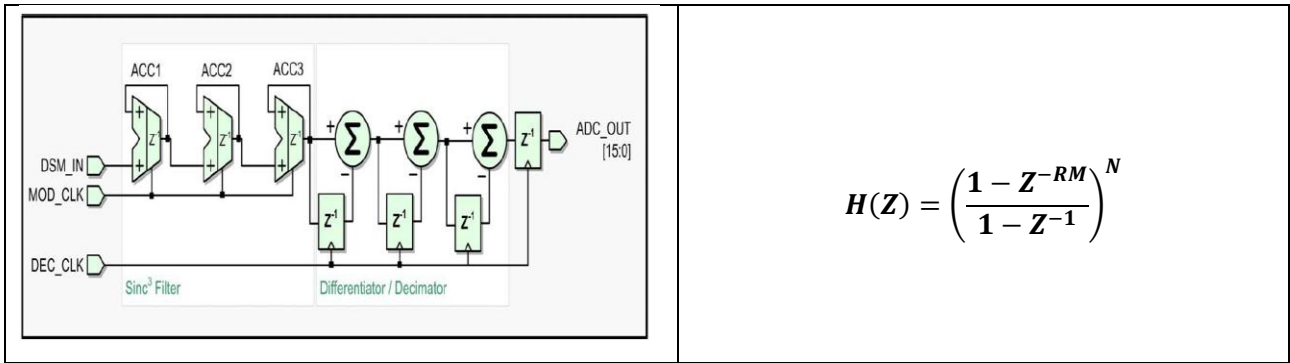 ACC1 ACC2 ACC3
+ + +
Z⁻¹ Z⁻¹ Z⁻¹
+ + +
+ Σ + Σ + Σ Z⁻¹ ADC_OUT
[15:0]
− − −
DSM_IN
MOD_CLK
Z⁻¹ Z⁻¹ Z⁻¹
DEC_CLK
Sinc³ Filter Differentiator / Decimator
H(Z) = ((1 − Z^{−RM}) / (1 − Z^{−1}))^N